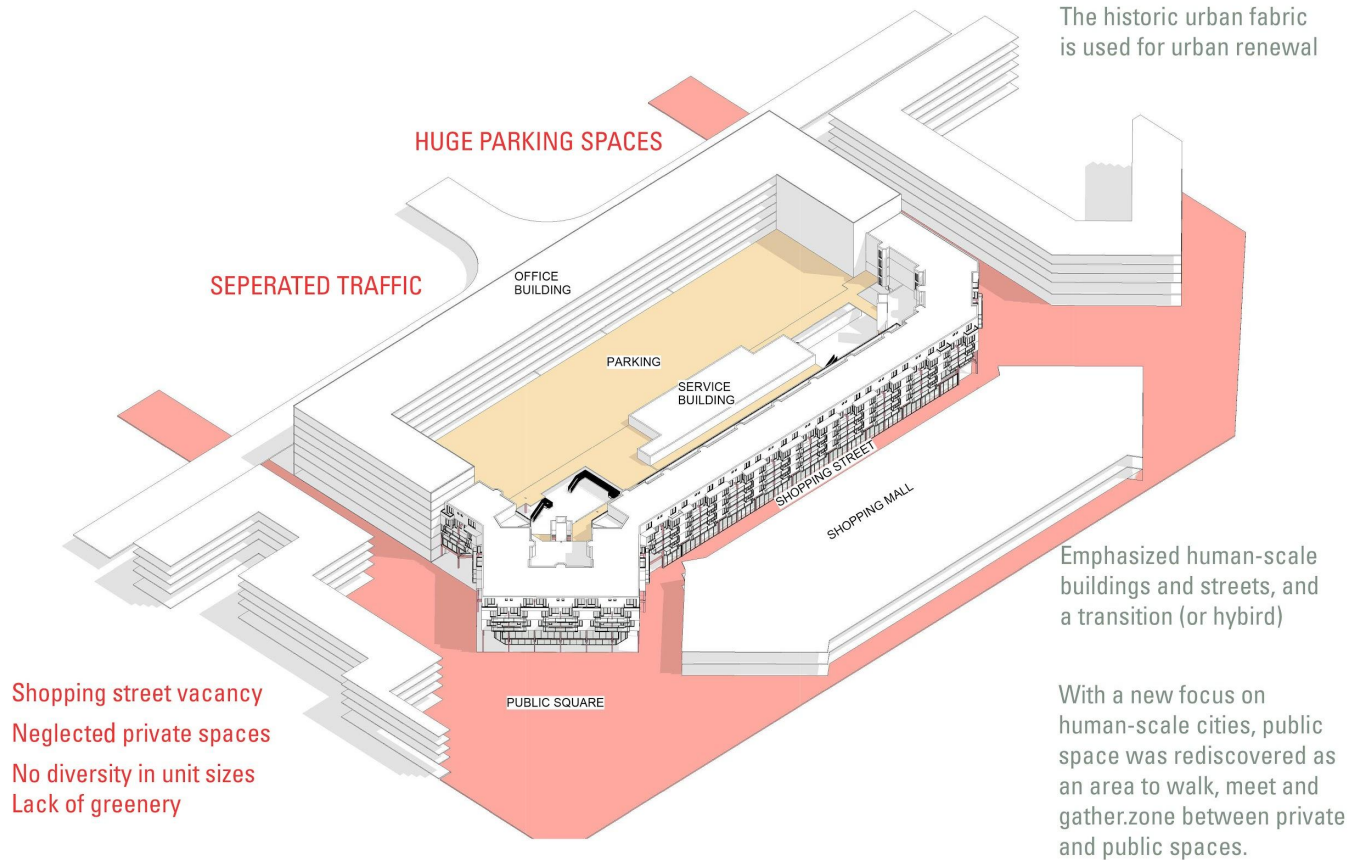 The historic urban fabric
is used for urban renewal
HUGE PARKING SPACES
SEPERATED TRAFFIC
OFFICE
BUILDING
PARKING
SERVICE
BUILDING
SHOPPING STREET
SHOPPING MALL
Emphasized human-scale
buildings and streets, and
a transition (or hybird)
Shopping street vacancy
Neglected private spaces
No diversity in unit sizes
Lack of greenery
PUBLIC SQUARE
With a new focus on
human-scale cities, public
space was rediscovered as
an area to walk, meet and
gather.zone between private
and public spaces.